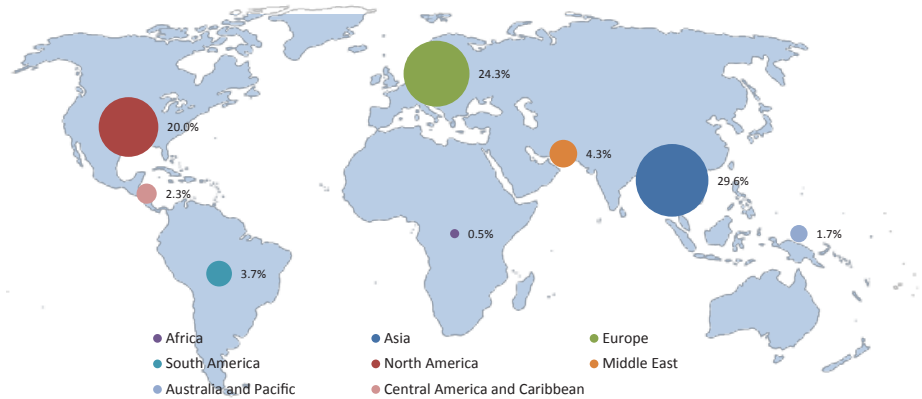 24.3%
20.0%
4.3%
29.6%
2.3%
0.5%
1.7%
3.7%
Africa Asia Europe
South America North America Middle East
Australia and Pacific Central America and Caribbean